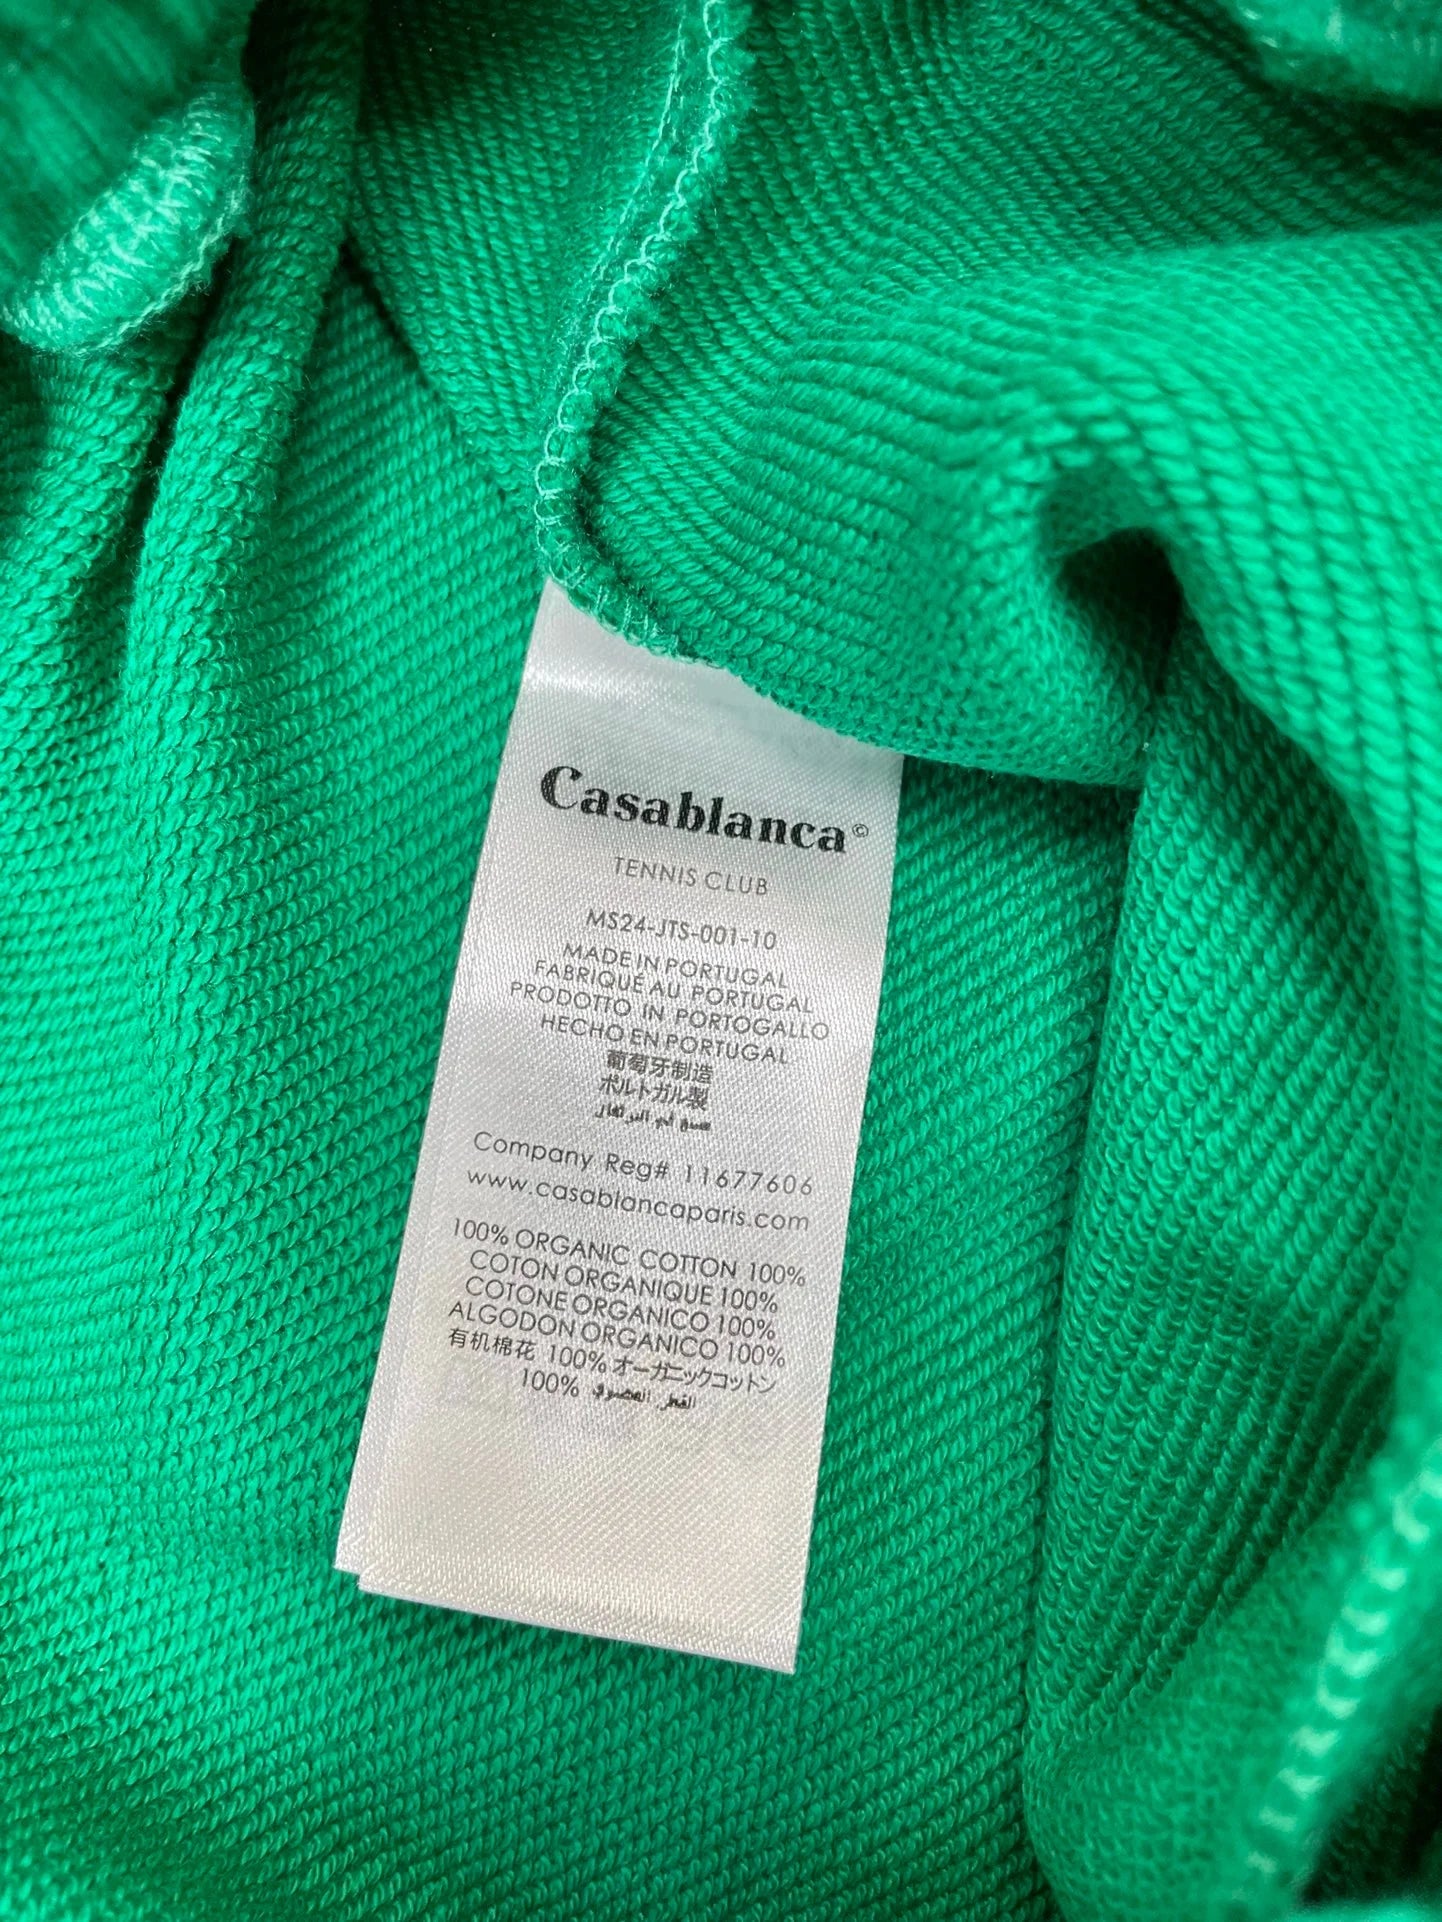 Casablanca©
TENNIS CLUB
MS24-JTS-001-10
MADE IN PORTUGAL
FABRIQUÉ AU PORTUGAL
PRODOTTO IN PORTOGALLO
HECHO EN PORTUGAL
葡萄牙制造
ポルトガル製
Company Reg# 11677606
www.casablancaparis.com
100% ORGANIC COTTON 100%
COTON ORGANIQUE 100%
COTONE ORGANICO 100%
ALGODON ORGANICO 100%
有机棉花 100% オーガニックコットン
100%